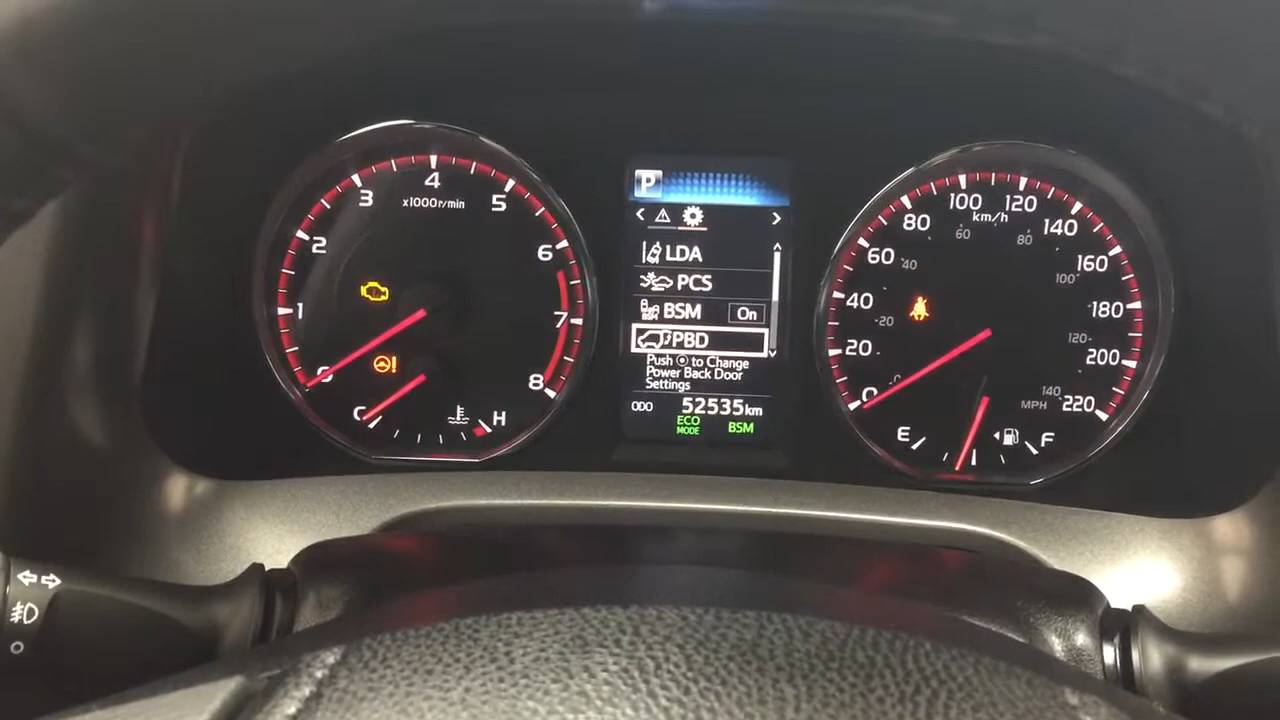 4
3
5
x1000r/min
2
6
1
7
0
8
C
H
P
LDA
PCS
BSM On
PBD
Push to Change
Power Back Door
Settings
ODO 52535km
ECO
MODE
BSM
100 120
km/h
80 140
60 80
60 160
40 100
40 180
20 120
20 200
0 0
140
MPH 220
E F